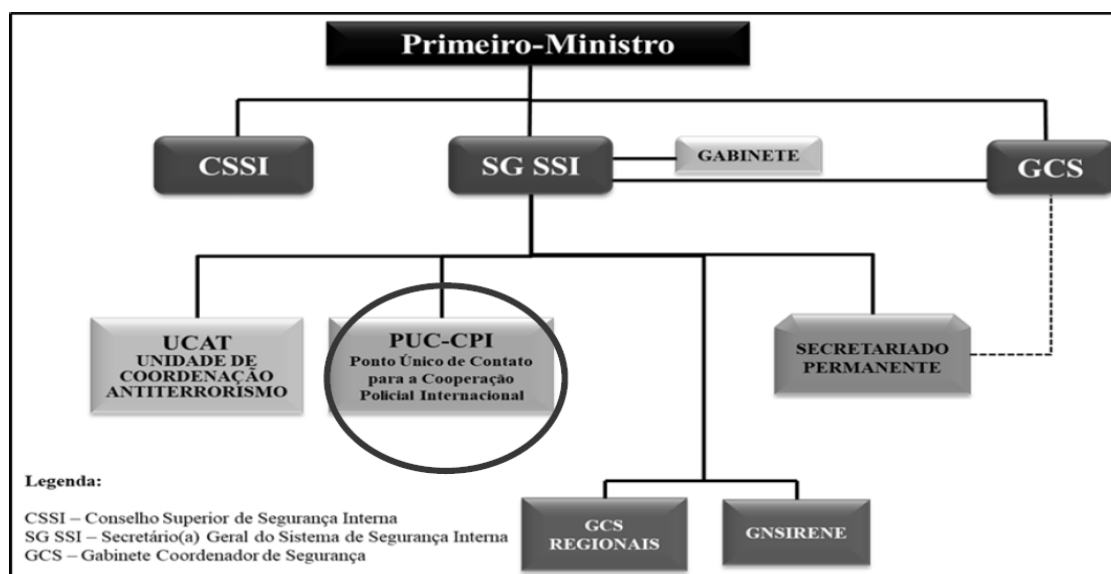 Primeiro-Ministro
CSSI
SG SSI
GABINETE
GCS
UCAT
UNIDADE DE
COORDENAÇÃO
ANTITERRORISMO
PUC-CPI
Ponto Único de Contato
para a Cooperação
Policial Internacional
SECRETARIADO
PERMANENTE
GCS
REGIONAIS
GNSIRENE
Legenda:
CSSI – Conselho Superior de Segurança Interna
SG SSI – Secretário(a) Geral do Sistema de Segurança Interna
GCS – Gabinete Coordenador de Segurança